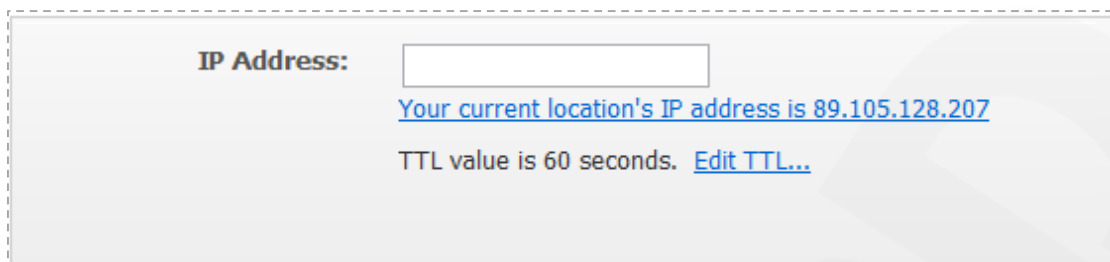 IP Address:
Your current location's IP address is 89.105.128.207
TTL value is 60 seconds. Edit TTL...